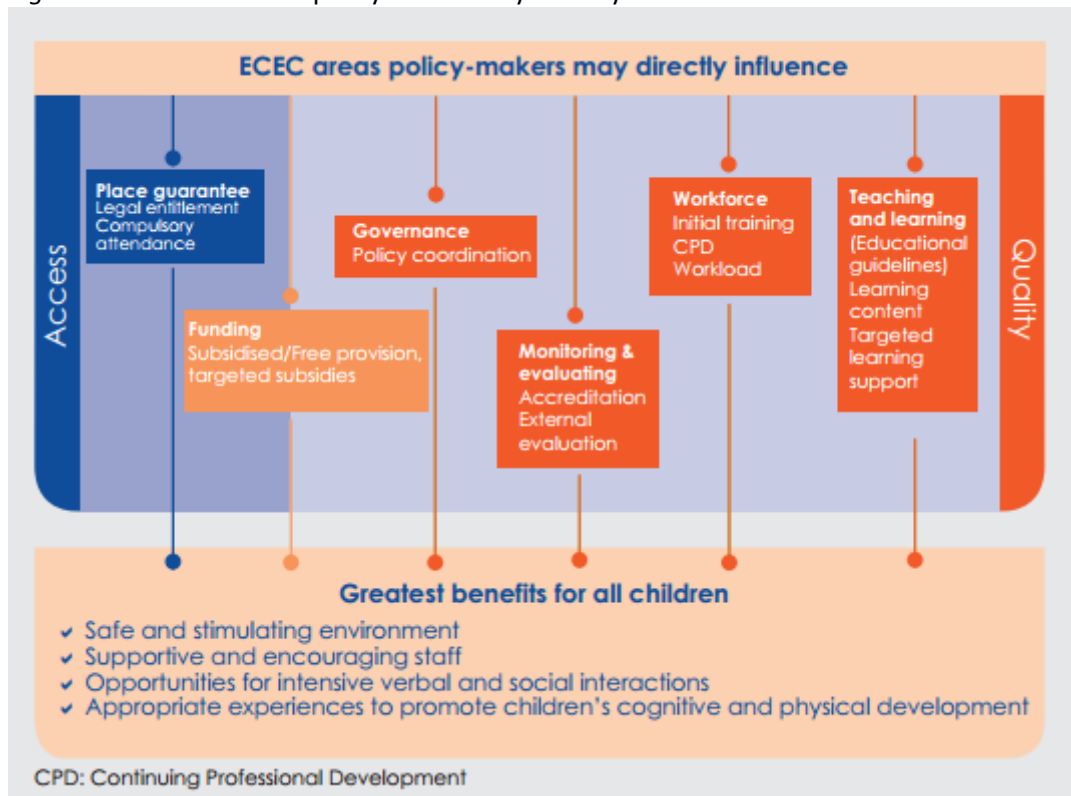 ECEC areas policy-makers may directly influence
Access
Place guarantee
Legal entitlement
Compulsory
attendance
Funding
Subsidised/Free provision,
targeted subsidies
Governance
Policy coordination
Monitoring &
evaluating
Accreditation
External
evaluation
Workforce
Initial training
CPD
Workload
Teaching
and learning
(Educational
guidelines)
Learning
content
Targeted
learning
support
Quality
Greatest benefits for all children
Safe and stimulating environment
Supportive and encouraging staff
Opportunities for intensive verbal and social interactions
Appropriate experiences to promote children's cognitive and physical development
CPD: Continuing Professional Development